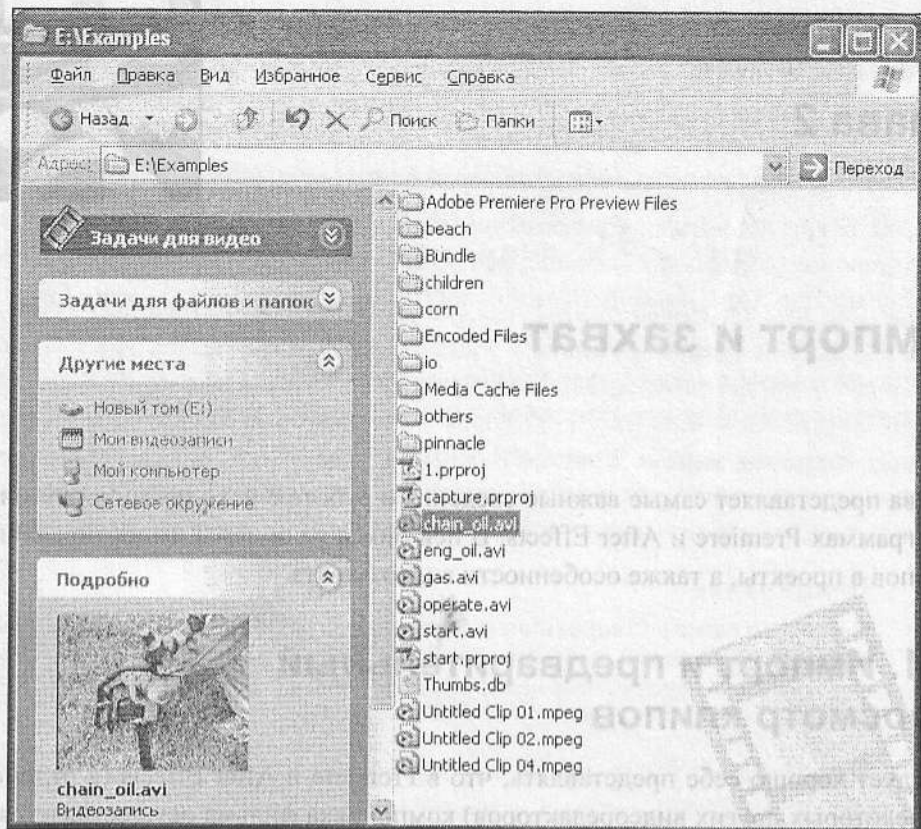 E:\Examples
Файл Правка Вид Избранное Сервис Справка
Назад Поиск Папки
Адрес: E:\Examples Переход
Задачи для видео
Задачи для файлов и папок
Другие места
Новый том (E:)
Мои видеозаписи
Мой компьютер
Сетевое окружение
Подробно
chain_oil.avi
Видеозапись
Adobe Premiere Pro Preview Files
beach
Bundle
children
corn
Encoded Files
io
Media Cache Files
others
pinnacle
1.prproj
capture.prproj
chain_oil.avi
eng_oil.avi
gas.avi
operate.avi
start.avi
start.prproj
Thumbs.db
Untitled Clip 01.mpeg
Untitled Clip 02.mpeg
Untitled Clip 04.mpeg